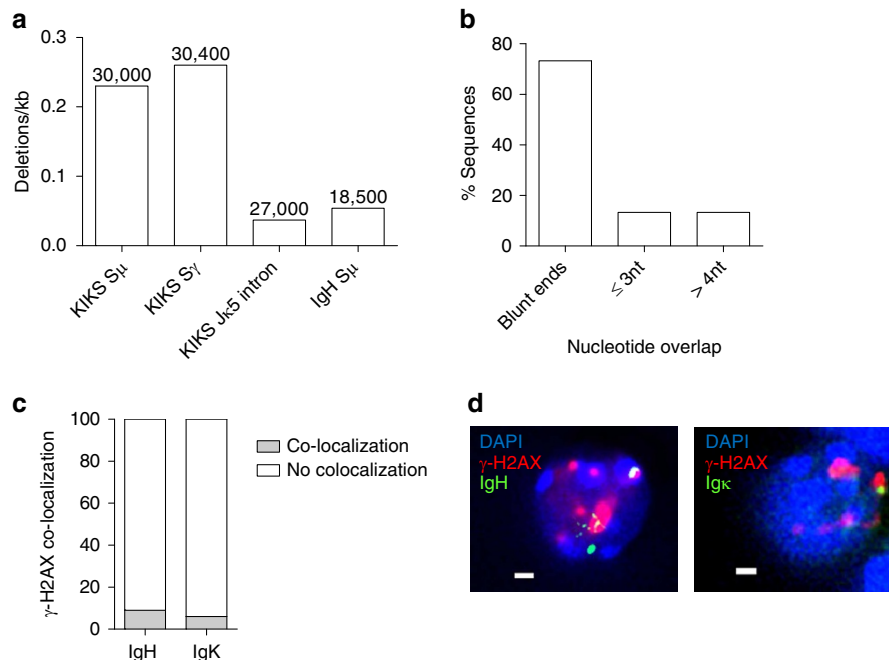 a
Deletions/kb
0.3
0.2
0.1
0.0
30,000
30,400
27,000
18,500
KIKS Sμ
KIKS Sγ
KIKS Jκ5 intron
IgH Sμ
b
% Sequences
80
60
40
20
0
Blunt ends
≤ 3nt
> 4nt
Nucleotide overlap
c
γ-H2AX co-localization
100
80
60
40
20
0
IgH
IgK
Co-localization
No colocalization
d
DAPI
γ-H2AX
IgH
DAPI
γ-H2AX
Igκ